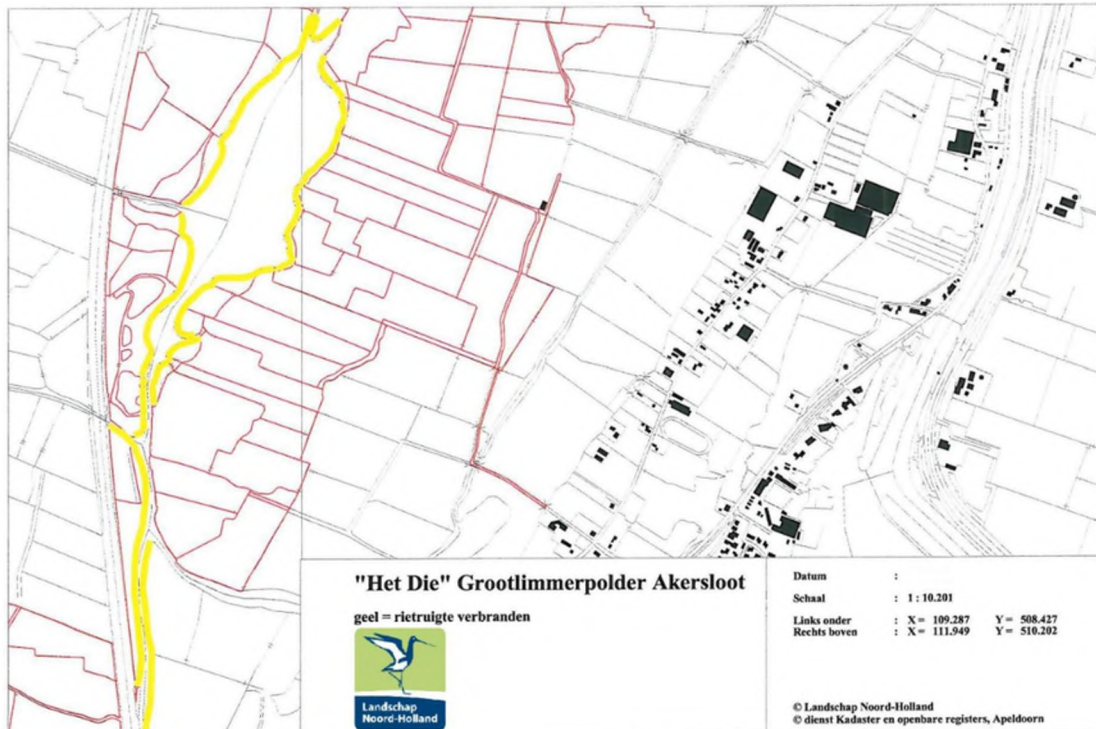 "Het Die" Grootlimmerpolder Akersloot
geel = rietruigte verbranden
Landschap
Noord-Holland
Datum :
Schaal : 1 : 10.201
Links onder : X = 109.287 Y = 508.427
Rechts boven : X = 111.949 Y = 510.202
© Landschap Noord-Holland
© dienst Kadaster en openbare registers, Apeldoorn